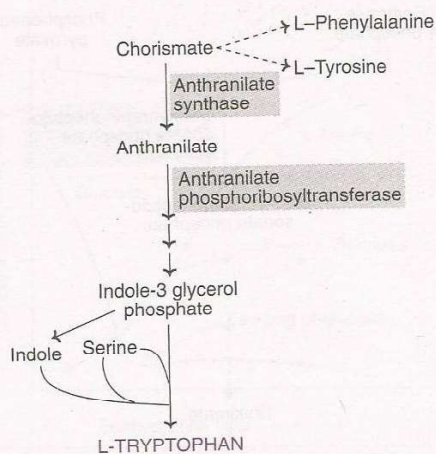 L–Phenylalanine
Chorismate
L–Tyrosine
Anthranilate
synthase
Anthranilate
Anthranilate
phosphoribosyltransferase
Indole-3 glycerol
phosphate
Indole
Serine
L-TRYPTOPHAN